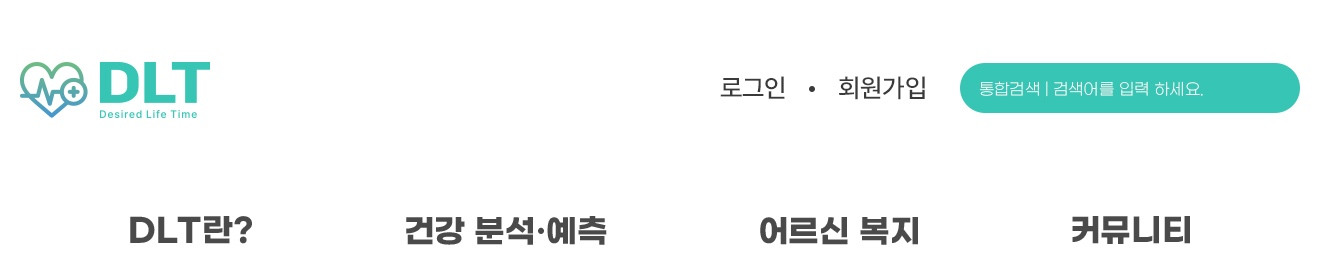 DLT
Desired Life Time
로그인 • 회원가입
통합검색 | 검색어를 입력 하세요.
DLT란? 건강 분석·예측 어르신 복지 커뮤니티